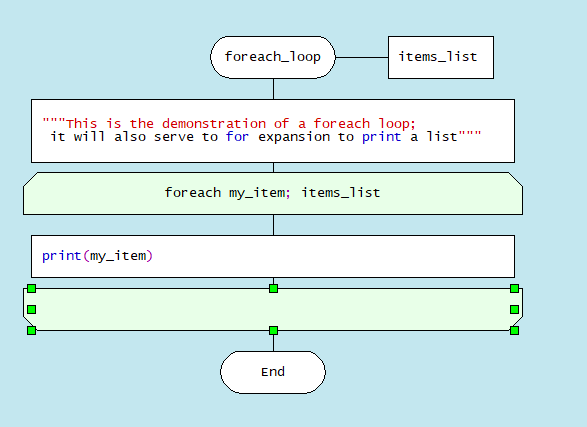 foreach_loop
items_list
"""This is the demonstration of a foreach loop;
it will also serve to for expansion to print a list"""
foreach my_item; items_list
print(my_item)
End